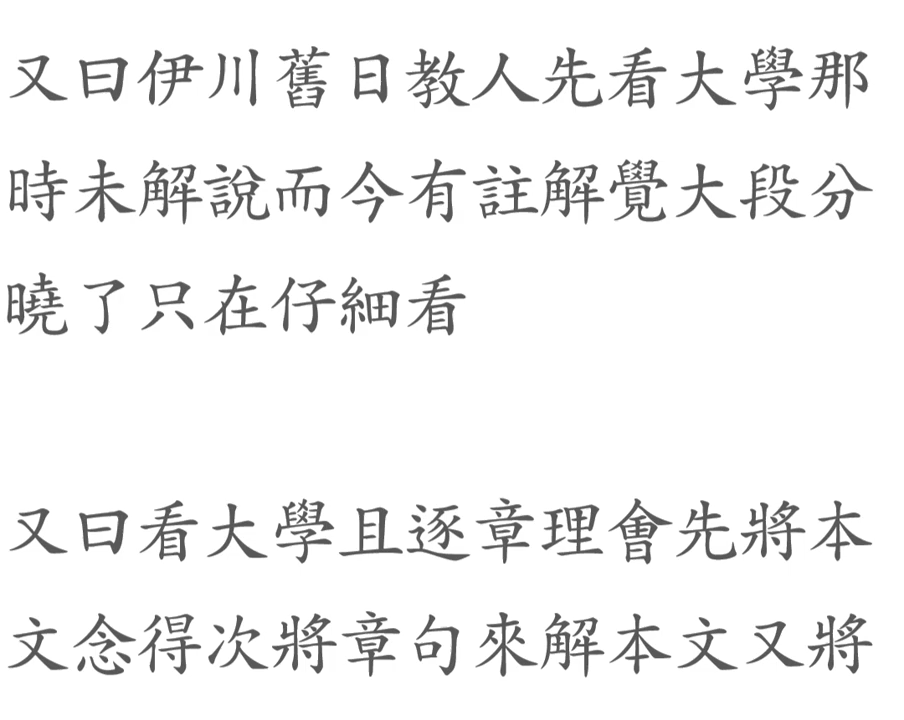 又曰伊川舊日教人先看大學那
時未解說而今有註解覺大段分
曉了只在仔細看
又曰看大學且逐章理會先將本
文念得次將章句來解本文又將